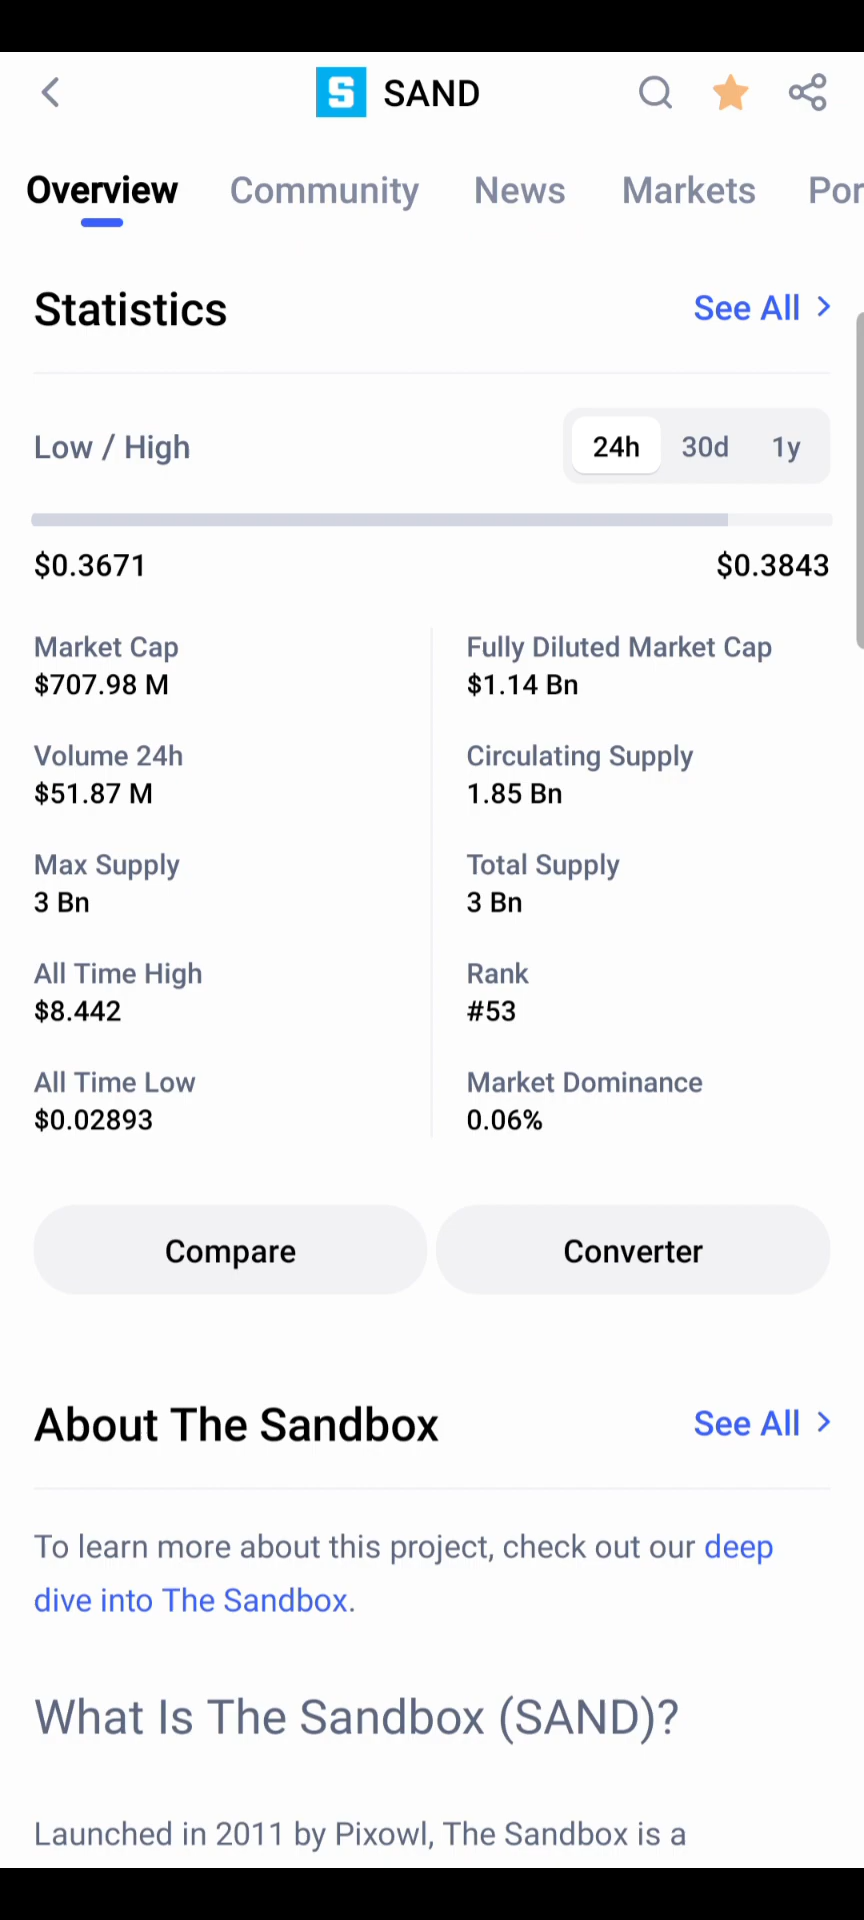 S SAND
Overview Community News Markets Por
Statistics See All
Low / High 24h 30d 1y
$0.3671 $0.3843
Market Cap Fully Diluted Market Cap
$707.98 M $1.14 Bn
Volume 24h Circulating Supply
$51.87 M 1.85 Bn
Max Supply Total Supply
3 Bn 3 Bn
All Time High Rank
$8.442 #53
All Time Low Market Dominance
$0.02893 0.06%
Compare Converter
About The Sandbox See All
To learn more about this project, check out our deep
dive into The Sandbox.
What Is The Sandbox (SAND)?
Launched in 2011 by Pixowl, The Sandbox is a